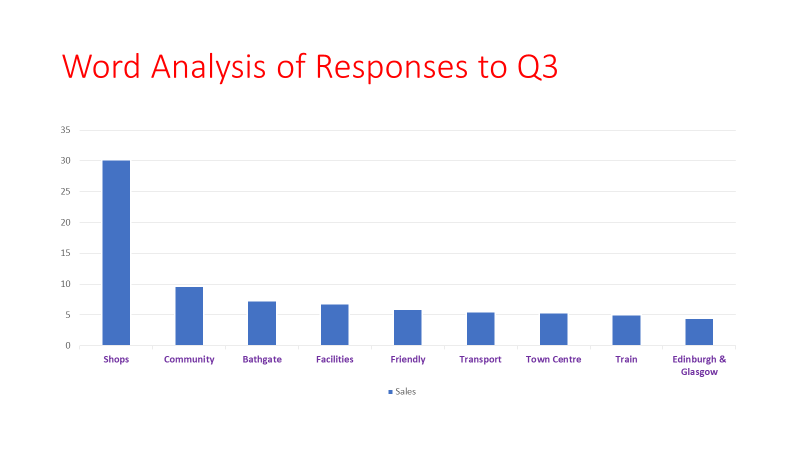 Word Analysis of Responses to Q3
35
30
25
20
15
10
5
0
Shops Community Bathgate Facilities Friendly Transport Town Centre Train Edinburgh &
Glasgow
Sales